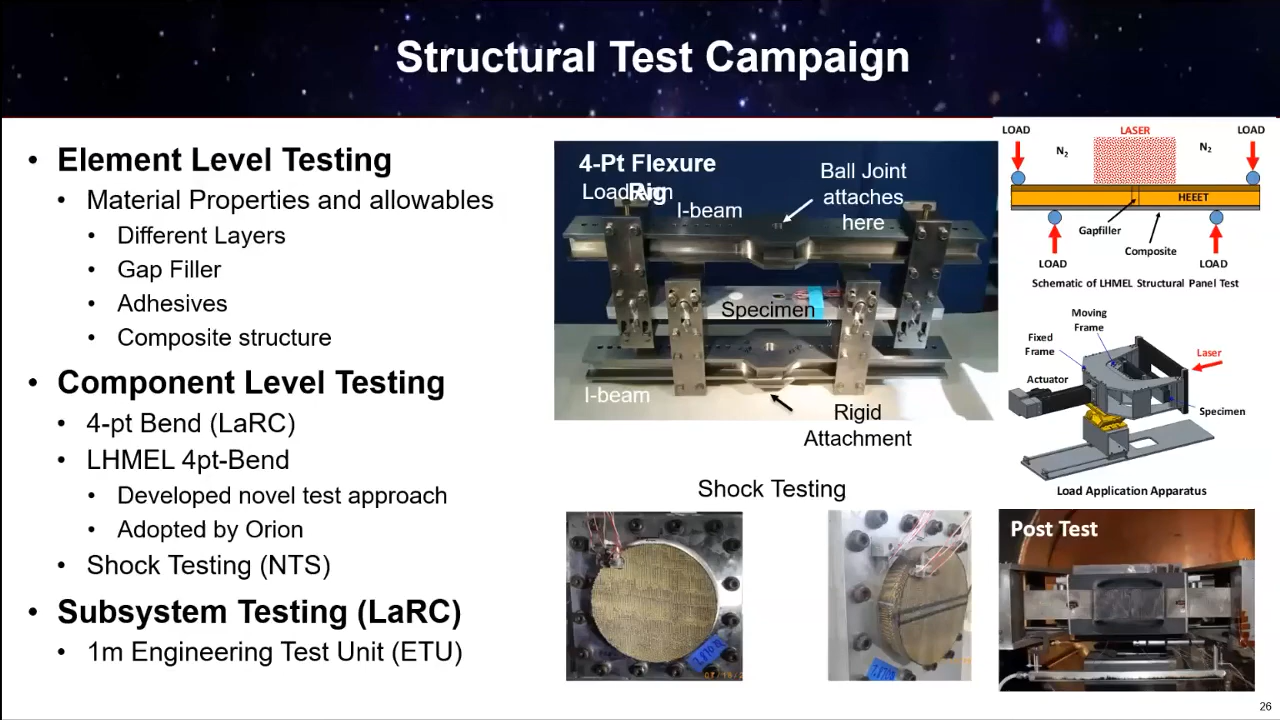 Structural Test Campaign
• Element Level Testing
• Material Properties and allowables
• Different Layers
• Gap Filler
• Adhesives
• Composite structure
• Component Level Testing
• 4-pt Bend (LaRC)
• LHMEL 4pt-Bend
• Developed novel test approach
• Adopted by Orion
• Shock Testing (NTS)
• Subsystem Testing (LaRC)
• 1m Engineering Test Unit (ETU)
4-Pt Flexure
Rig
I-beam
Ball Joint
attaches
here
Specimen
I-beam
Rigid
Attachment
LOAD
LASER
LOAD
N2
N2
HEEET
Gapfiller
Composite
LOAD
LOAD
Schematic of LHMEL Structural Panel Test
Moving
Frame
Fixed
Frame
Laser
Actuator
Specimen
Load Application Apparatus
Shock Testing
Post Test
26